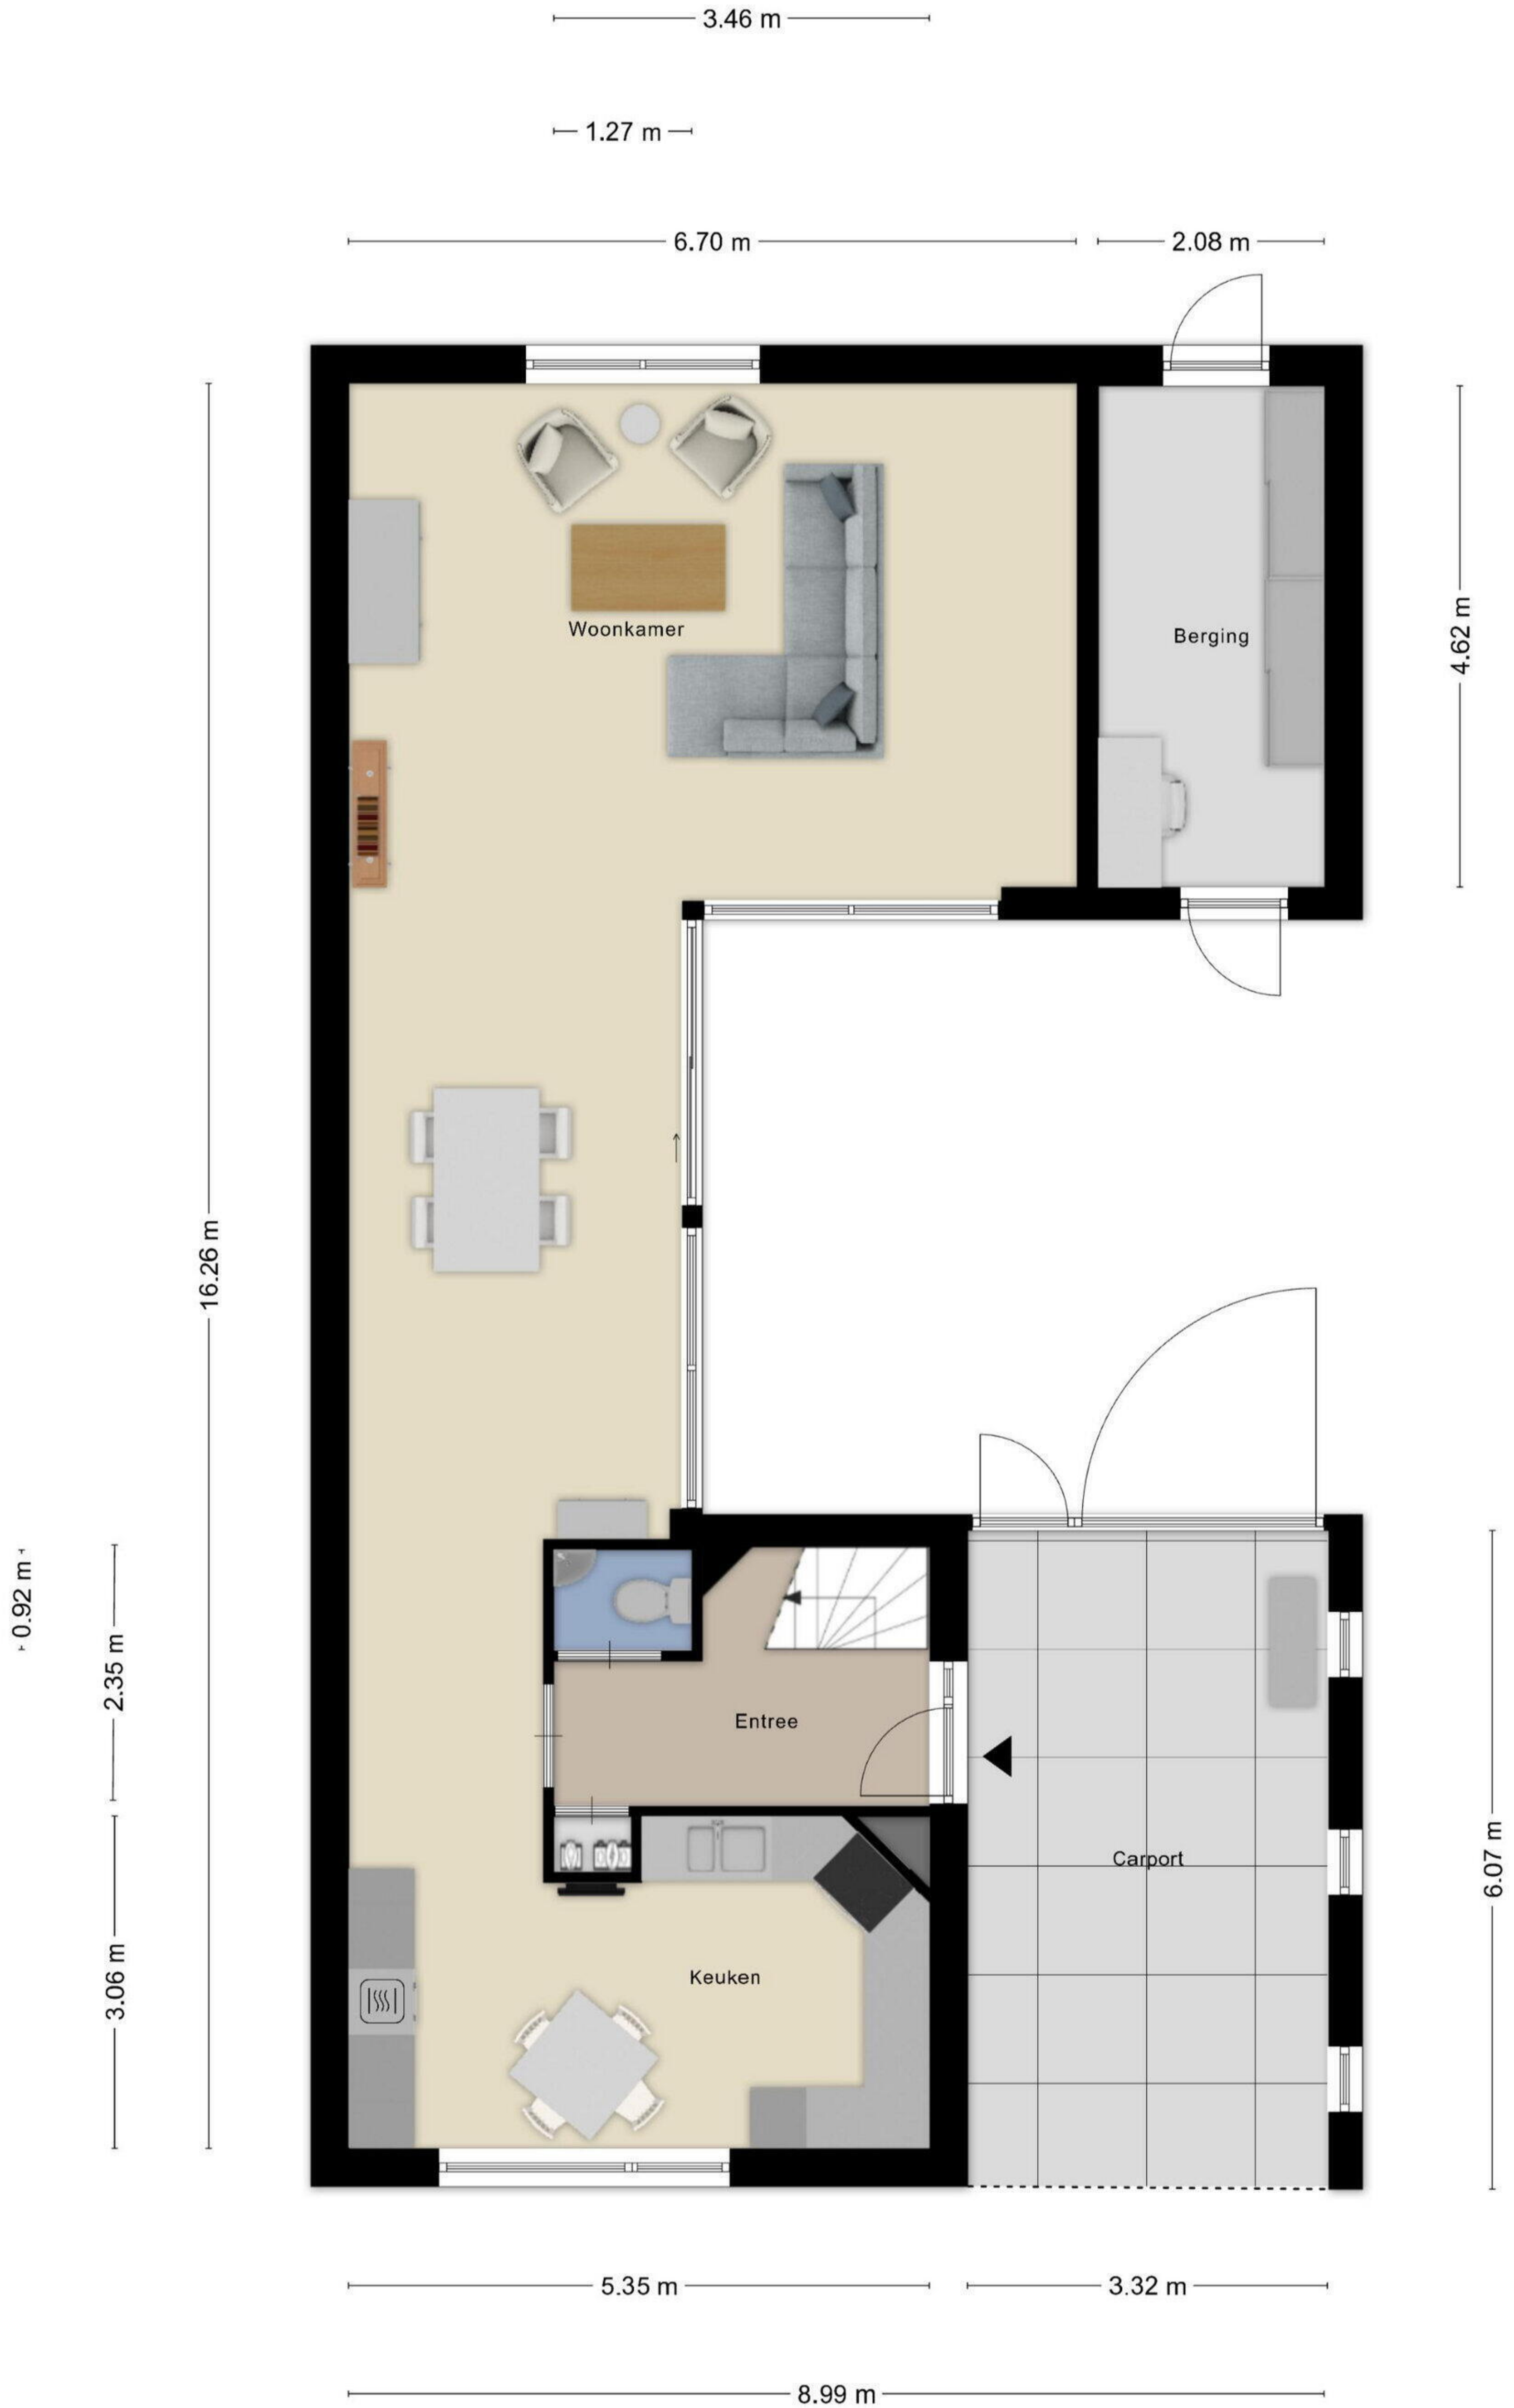 3.46 m
1.27 m
6.70 m
2.08 m
Woonkamer
Berging
4.62 m
16.26 m
0.92 m
2.35 m
Entree
Carport
6.07 m
3.06 m
Keuken
5.35 m
3.32 m
8.99 m